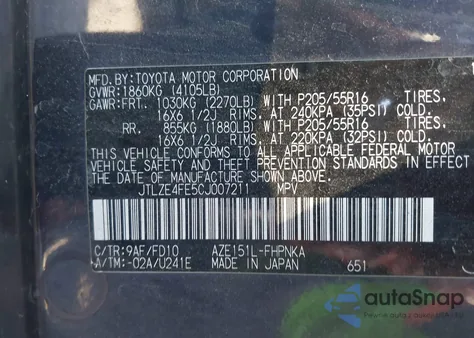 MFD.BY:TOYOTA MOTOR CORPORATION
GVWR:1860KG (4105LB)
GAWR:FRT. 1030KG (2270LB) WITH P205/55R16 TIRES,
16X6 1/2J RIMS, AT 240KPA (35PSI) COLD.
RR. 855KG (1880LB) WITH P205/55R16 TIRES,
16X6 1/2J RIMS, AT 220KPA (32PSI) COLD.
THIS VEHICLE CONFORMS TO ALL APPLICABLE FEDERAL MOTOR
VEHICLE SAFETY AND THEFT PREVENTION STANDARDS IN EFFECT
ON THE DATE OF MANUFACTURE SHOWN ABOVE.
JTLZE4FE5CJ007211 MPV
C/TR:9AF/FD10 AZE151L-FHPNKA
A/TM:-02A/U241E MADE IN JAPAN 651
autoSnap